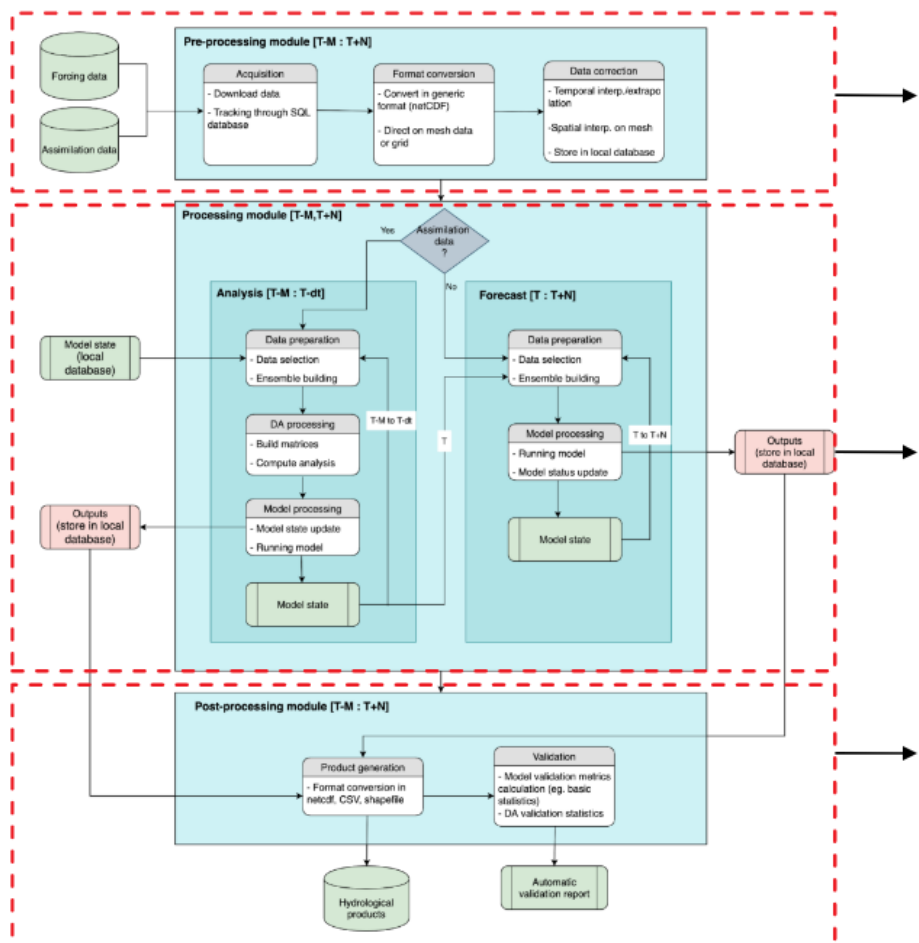 Pre-processing module [T-M : T+N]
Forcing data
Assimilation data
Acquisition
- Download data
- Tracking through SQL
database
Format conversion
- Convert in generic
format (netCDF)
- Direct on mesh data
or grid
Data correction
- Temporal interp./extrapo
lation
-Spatial interp. on mesh
- Store in local database
Processing module [T-M,T+N]
Assimilation
data
?
Yes
No
Analysis [T-M : T-dt]
Forecast [T : T+N]
Model state
(local
database)
Data preparation
- Data selection
- Ensemble building
DA processing
- Build matrices
- Compute analysis
Model processing
- Model state update
- Running model
Model state
T-M to T-dt
T
Data preparation
- Data selection
- Ensemble building
Model processing
- Running model
- Model status update
Model state
T to T+N
Outputs
(store in local
database)
Outputs
(store in local
database)
Post-processing module [T-M : T+N]
Product generation
- Format conversion in
netcdf, CSV, shapefile
Validation
- Model validation metrics
calculation (eg. basic
statistics)
- DA validation statistics
Hydrological
products
Automatic
validation report